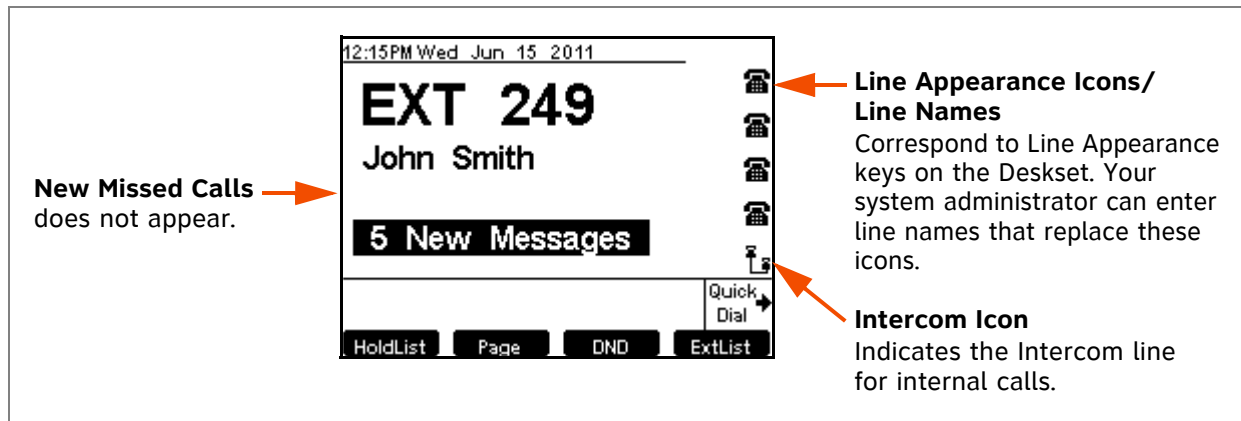 12:15PM Wed Jun 15 2011
EXT 249
John Smith
5 New Messages
Quick
Dial
HoldList Page DND ExtList
New Missed Calls
does not appear.
Line Appearance Icons/
Line Names
Correspond to Line Appearance
keys on the Deskset. Your
system administrator can enter
line names that replace these
icons.
Intercom Icon
Indicates the Intercom line
for internal calls.